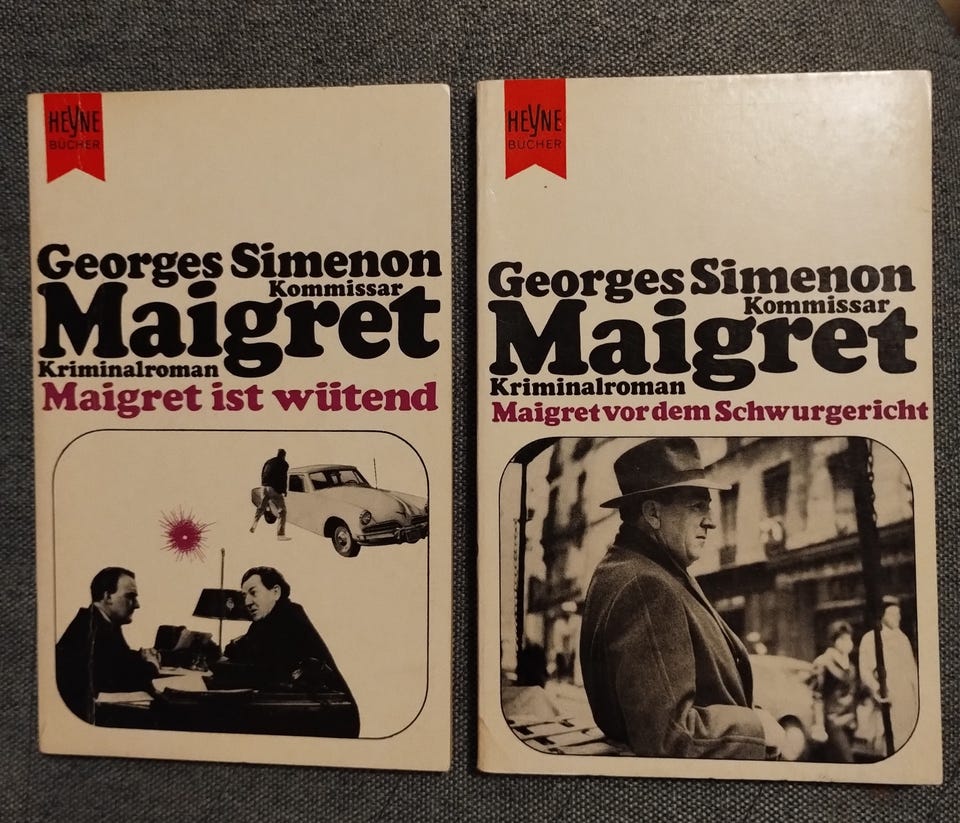 HEYNE
BÜCHER
Georges Simenon
Kommissar
Maigret
Kriminalroman
Maigret ist wütend
HEYNE
BÜCHER
Georges Simenon
Kommissar
Maigret
Kriminalroman
Maigret vor dem Schwurgericht